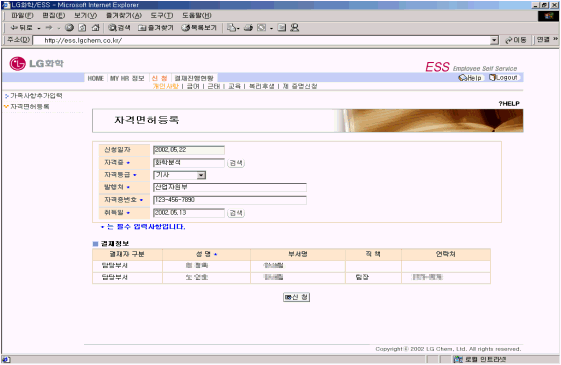 LG화학/ESS - Microsoft Internet Explorer
파일(F) 편집(E) 보기(V) 즐겨찾기(A) 도구(T) 도움말(H)
뒤로 검색 즐겨찾기 목록보기
주소(D) http://ess.lgchem.co.kr/ 이동 연결 »
LG화학
ESS Employee Self Service
Help Logout
HOME MY HR 정보 신 청 결재진행현황
개인사항 | 급여 | 근태 | 교육 | 복리후생 | 제 증명신청
가족사항추가입력
자격면허등록
?HELP
자격면허등록
신청일자 2002.05.22
자격증 화학분석 검색
자격등급 기사
발행처 산업자원부
자격증번호 123-456-7890
취득일 2002.05.13 검색
는 필수 입력사항입니다.
결재정보
결재자 구분 성 명 부서명 직 책 연락처
담당부서
담당부서 팀장
신 청
Copyright © 2002 LG Chem, Ltd. All rights reserved.
로컬 인트라넷